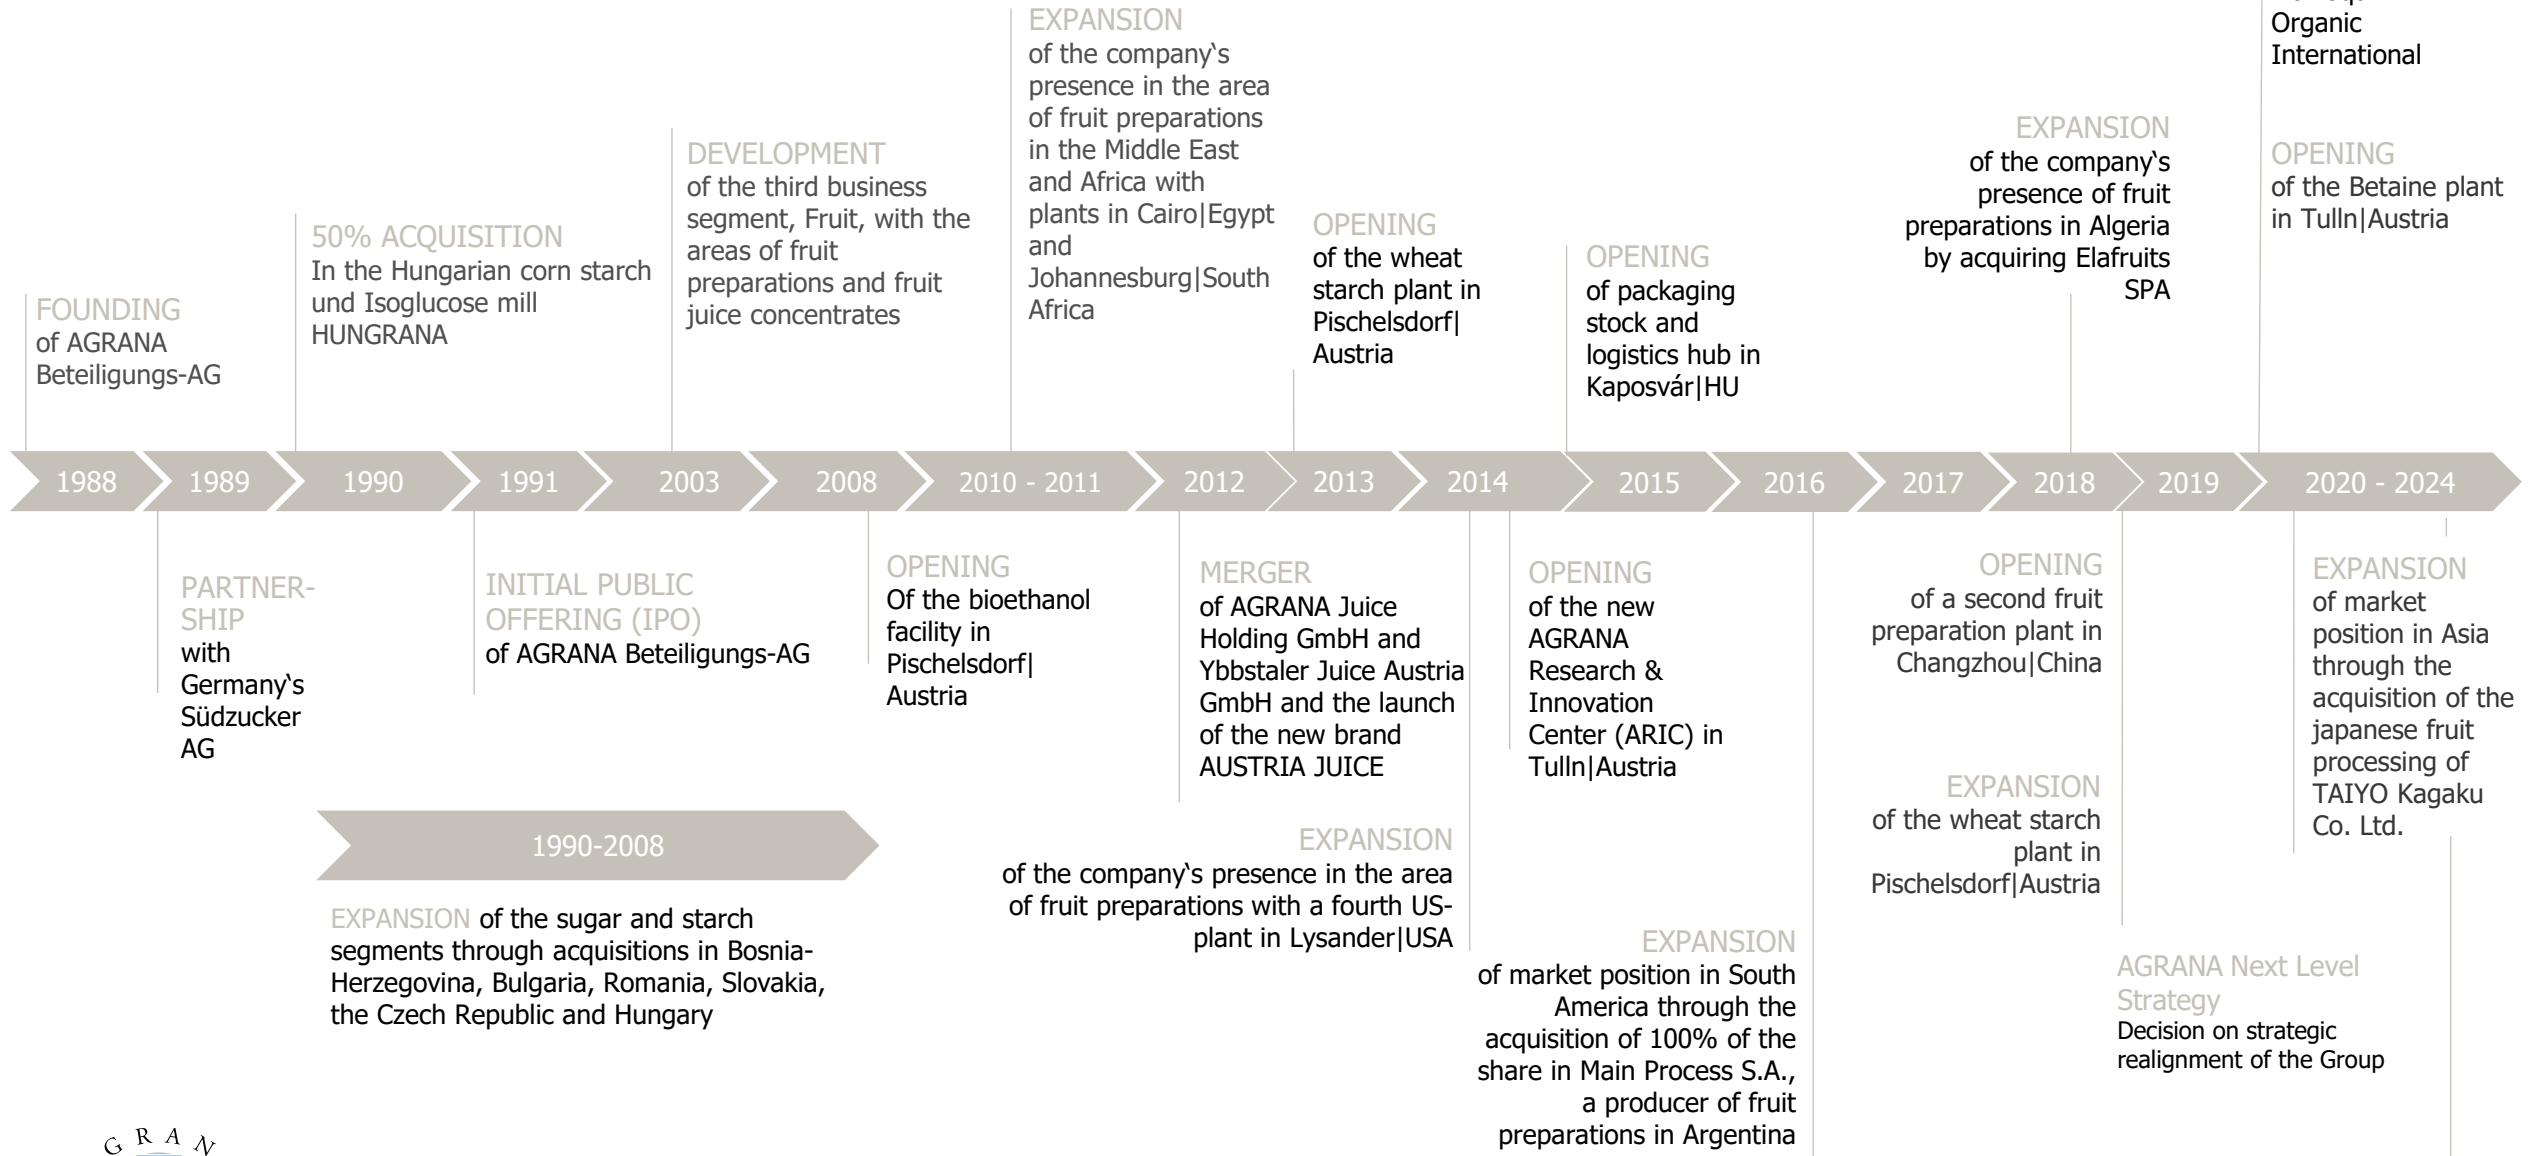 Organic
International
EXPANSION
of the company‘s
presence in the area
of fruit preparations
in the Middle East
and Africa with
plants in Cairo|Egypt
and
Johannesburg|South
Africa
EXPANSION
of the company‘s
presence of fruit
preparations in Algeria
by acquiring Elafruits
SPA
OPENING
of the Betaine plant
in Tulln|Austria
DEVELOPMENT
of the third business
segment, Fruit, with the
areas of fruit
preparations and fruit
juice concentrates
50% ACQUISITION
In the Hungarian corn starch
und Isoglucose mill
HUNGRANA
OPENING
of the wheat
starch plant in
Pischelsdorf|
Austria
OPENING
of packaging
stock and
logistics hub in
Kaposvár|HU
FOUNDING
of AGRANA
Beteiligungs-AG
1988 1989 1990 1991 2003 2008 2010 - 2011 2012 2013 2014 2015 2016 2017 2018 2019 2020 - 2024
PARTNER-
SHIP
with
Germany‘s
Südzucker
AG
INITIAL PUBLIC
OFFERING (IPO)
of AGRANA Beteiligungs-AG
OPENING
Of the bioethanol
facility in
Pischelsdorf|
Austria
MERGER
of AGRANA Juice
Holding GmbH and
Ybbstaler Juice Austria
GmbH and the launch
of the new brand
AUSTRIA JUICE
OPENING
of the new
AGRANA
Research &
Innovation
Center (ARIC) in
Tulln|Austria
OPENING
of a second fruit
preparation plant in
Changzhou|China
EXPANSION
of market
position in Asia
through the
acquisition of the
japanese fruit
processing of
TAIYO Kagaku
Co. Ltd.
EXPANSION
of the wheat starch
plant in
Pischelsdorf|Austria
1990-2008
EXPANSION of the sugar and starch
segments through acquisitions in Bosnia-
Herzegovina, Bulgaria, Romania, Slovakia,
the Czech Republic and Hungary
EXPANSION
of the company‘s presence in the area
of fruit preparations with a fourth US-
plant in Lysander|USA
EXPANSION
of market position in South
America through the
acquisition of 100% of the
share in Main Process S.A.,
a producer of fruit
preparations in Argentina
AGRANA Next Level
Strategy
Decision on strategic
realignment of the Group
GRAN